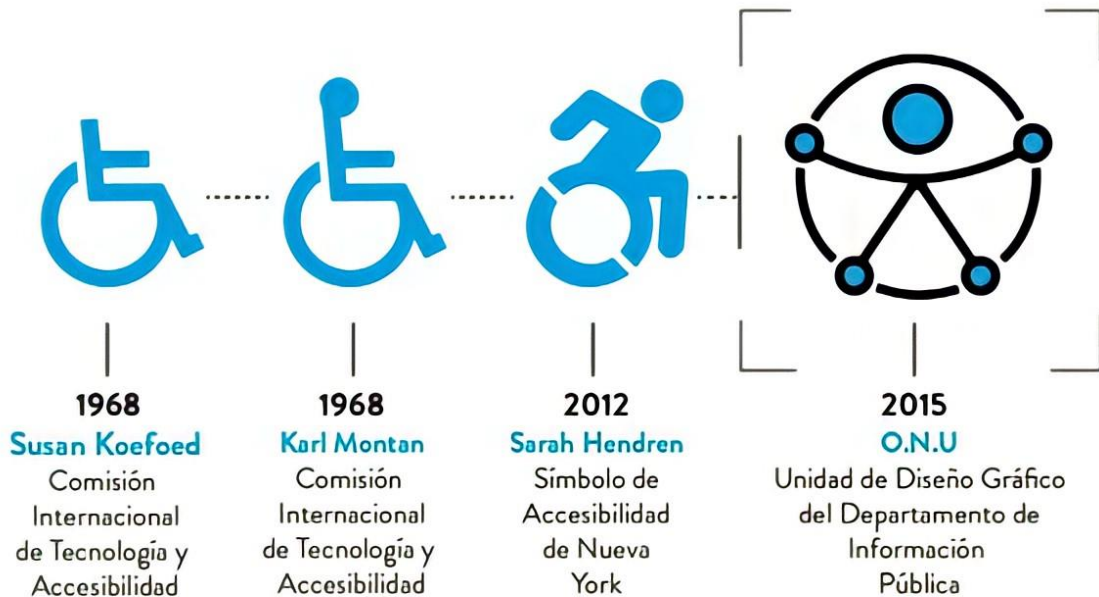 1968
Susan Koefoed
Comisión
Internacional
de Tecnología y
Accesibilidad
1968
Karl Montan
Comisión
Internacional
de Tecnología y
Accesibilidad
2012
Sarah Hendren
Símbolo de
Accesibilidad
de Nueva
York
2015
O.N.U
Unidad de Diseño Gráfico
del Departamento de
Información
Pública